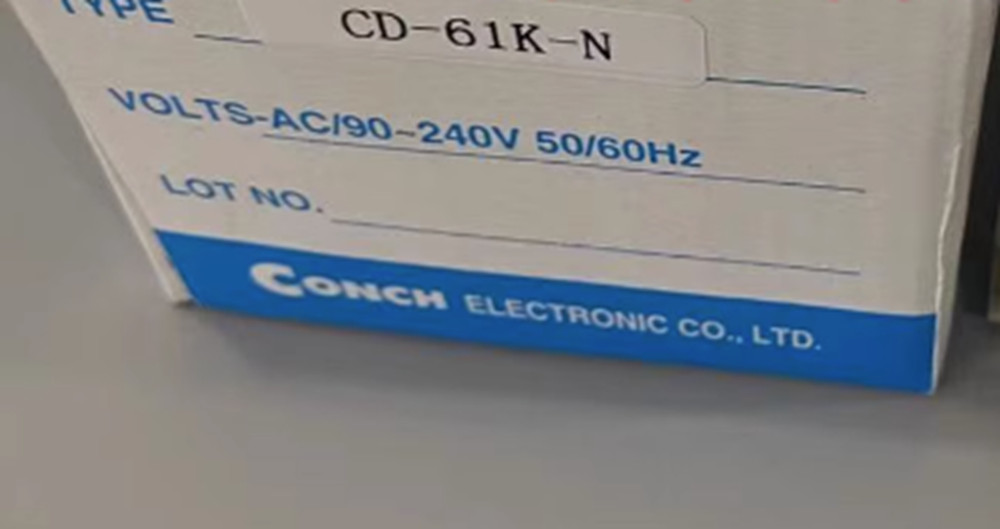 TYPE CD-61K-N
VOLTS-AC/90~240V 50/60Hz
LOT NO.
CONCH ELECTRONIC CO., LTD.